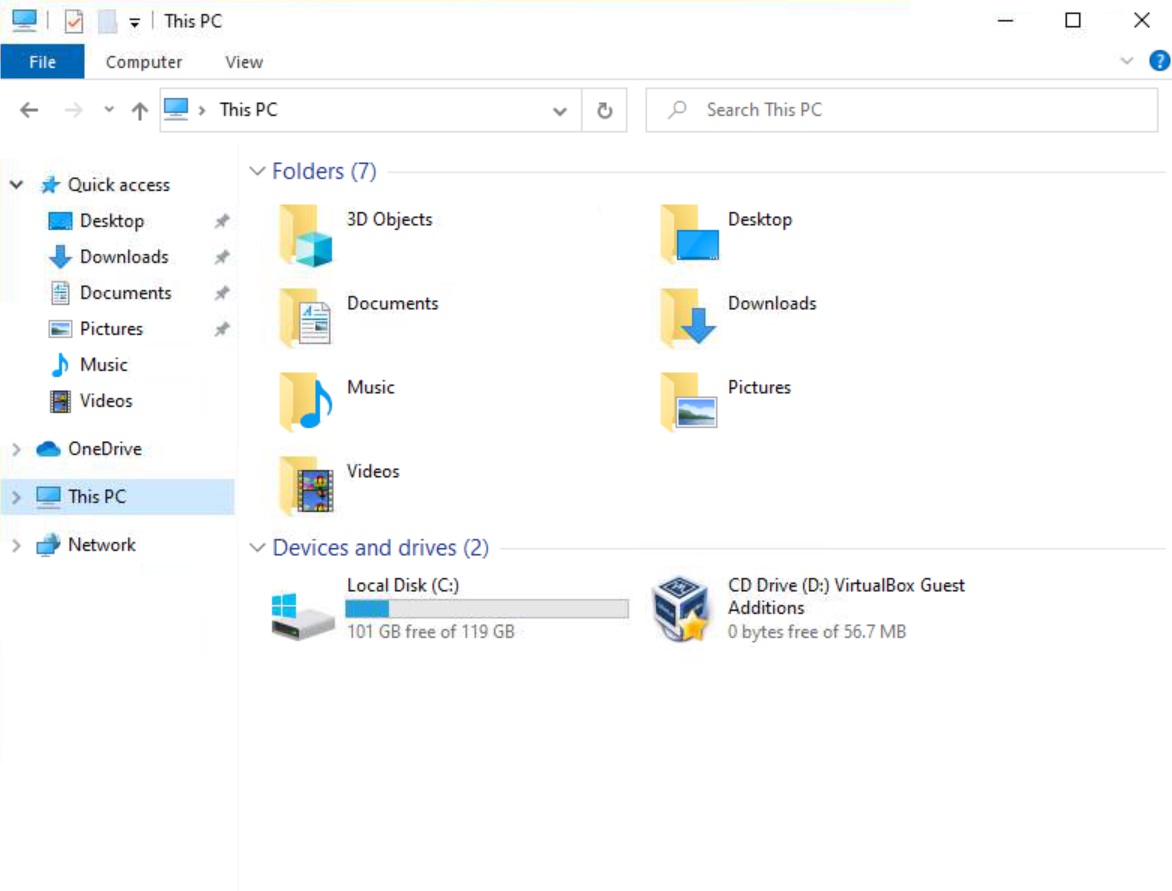 This PC
File Computer View
This PC
Search This PC
Quick access
Desktop
Downloads
Documents
Pictures
Music
Videos
OneDrive
This PC
Network
Folders (7)
3D Objects
Desktop
Documents
Downloads
Music
Pictures
Videos
Devices and drives (2)
Local Disk (C:)
101 GB free of 119 GB
CD Drive (D:) VirtualBox Guest
Additions
0 bytes free of 56.7 MB